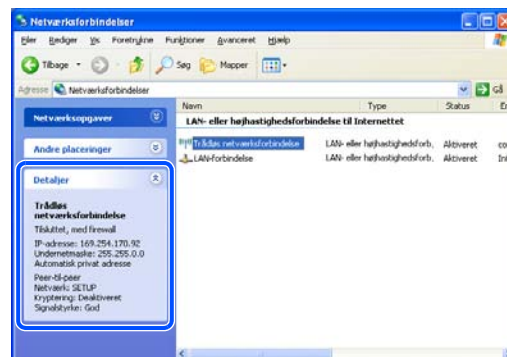 Netværksforbindelser
Filer Rediger Vis Foretrukne Funktioner Avanceret Hjælp
Tilbage Søg Mapper
Adresse Netværksforbindelser Gå
Navn Type Status
Netværksopgaver
LAN- eller højhastighedsforbindelse til Internettet
Trådløs netværksforbindelse LAN- eller højhastighedsforb. Aktiveret co
LAN-forbindelse LAN- eller højhastighedsforb. Aktiveret
Andre placeringer
Detaljer
Trådløs
netværksforbindelse
Tilsluttet, med firewall
IP-adresse: 169.254.170.92
Undernetmaske: 255.255.0.0
Automatisk privat adresse
Peer-til-peer
Netværk: SETUP
Kryptering: Deaktiveret
Signalstyrke: God